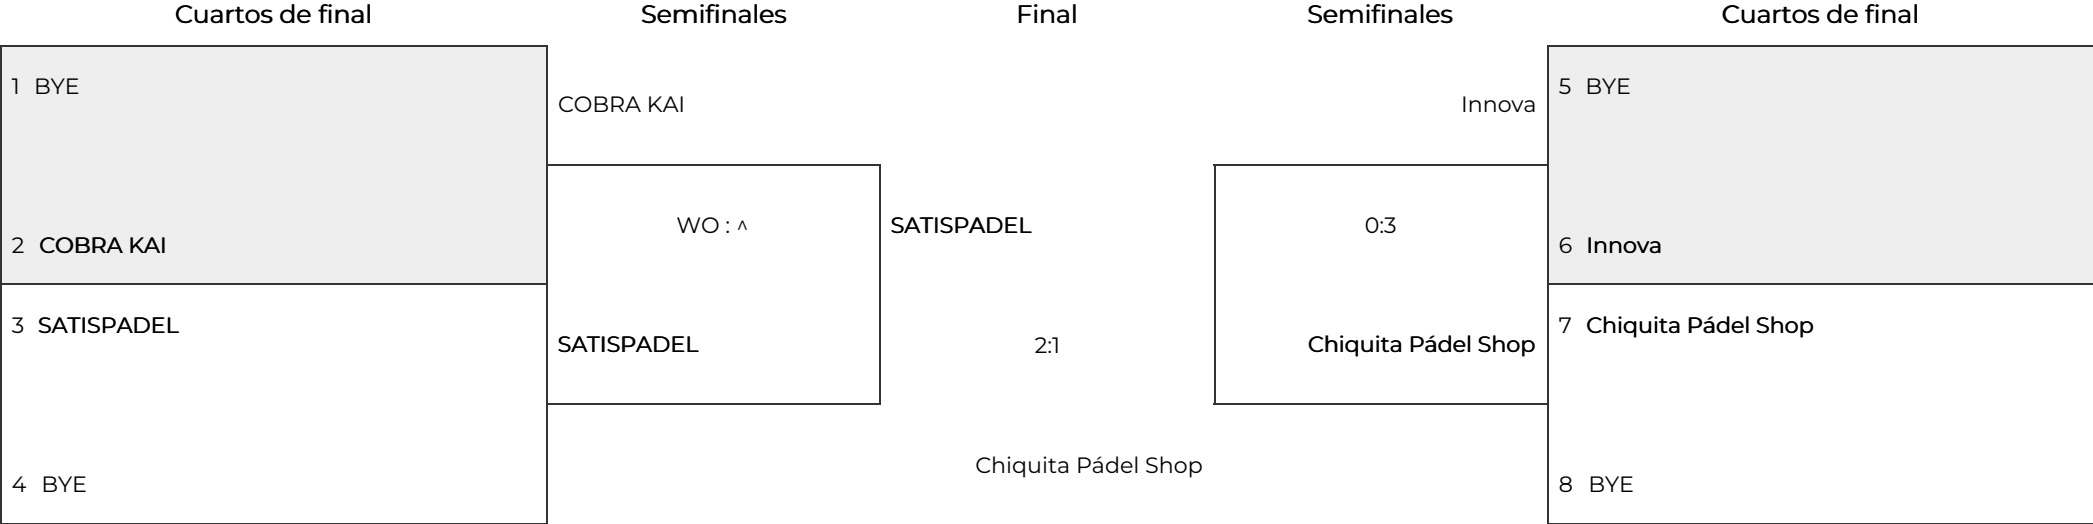 Cuartos de final
Semifinales
Final
Semifinales
Cuartos de final
1 BYE
COBRA KAI
Innova
5 BYE
2 COBRA KAI
WO : ^
SATISPADEL
0:3
6 Innova
3 SATISPADEL
SATISPADEL
2:1
Chiquita Pádel Shop
7 Chiquita Pádel Shop
Chiquita Pádel Shop
4 BYE
8 BYE